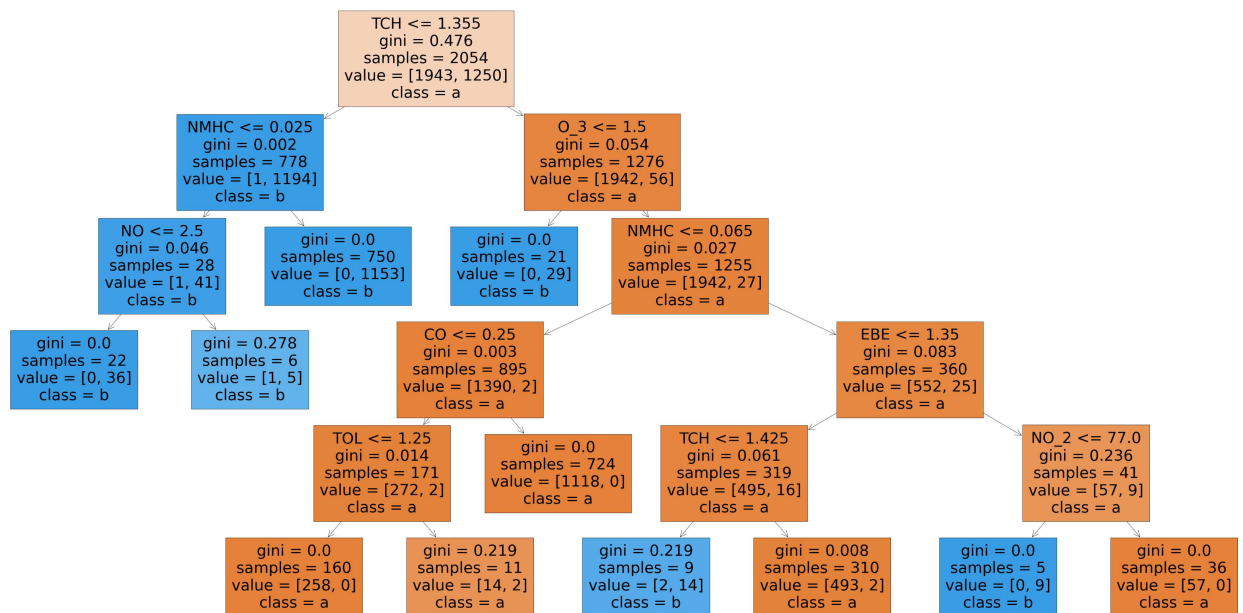 TCH <= 1.355
gini = 0.476
samples = 2054
value = [1943, 1250]
class = a
NMHC <= 0.025
gini = 0.002
samples = 778
value = [1, 1194]
class = b
O_3 <= 1.5
gini = 0.054
samples = 1276
value = [1942, 56]
class = a
NO <= 2.5
gini = 0.046
samples = 28
value = [1, 41]
class = b
gini = 0.0
samples = 750
value = [0, 1153]
class = b
gini = 0.0
samples = 21
value = [0, 29]
class = b
NMHC <= 0.065
gini = 0.027
samples = 1255
value = [1942, 27]
class = a
gini = 0.0
samples = 22
value = [0, 36]
class = b
gini = 0.278
samples = 6
value = [1, 5]
class = b
CO <= 0.25
gini = 0.003
samples = 895
value = [1390, 2]
class = a
EBE <= 1.35
gini = 0.083
samples = 360
value = [552, 25]
class = a
TOL <= 1.25
gini = 0.014
samples = 171
value = [272, 2]
class = a
gini = 0.0
samples = 724
value = [1118, 0]
class = a
TCH <= 1.425
gini = 0.061
samples = 319
value = [495, 16]
class = a
NO_2 <= 77.0
gini = 0.236
samples = 41
value = [57, 9]
class = a
gini = 0.0
samples = 160
value = [258, 0]
class = a
gini = 0.219
samples = 11
value = [14, 2]
class = a
gini = 0.219
samples = 9
value = [2, 14]
class = b
gini = 0.008
samples = 310
value = [493, 2]
class = a
gini = 0.0
samples = 5
value = [0, 9]
class = b
gini = 0.0
samples = 36
value = [57, 0]
class = a